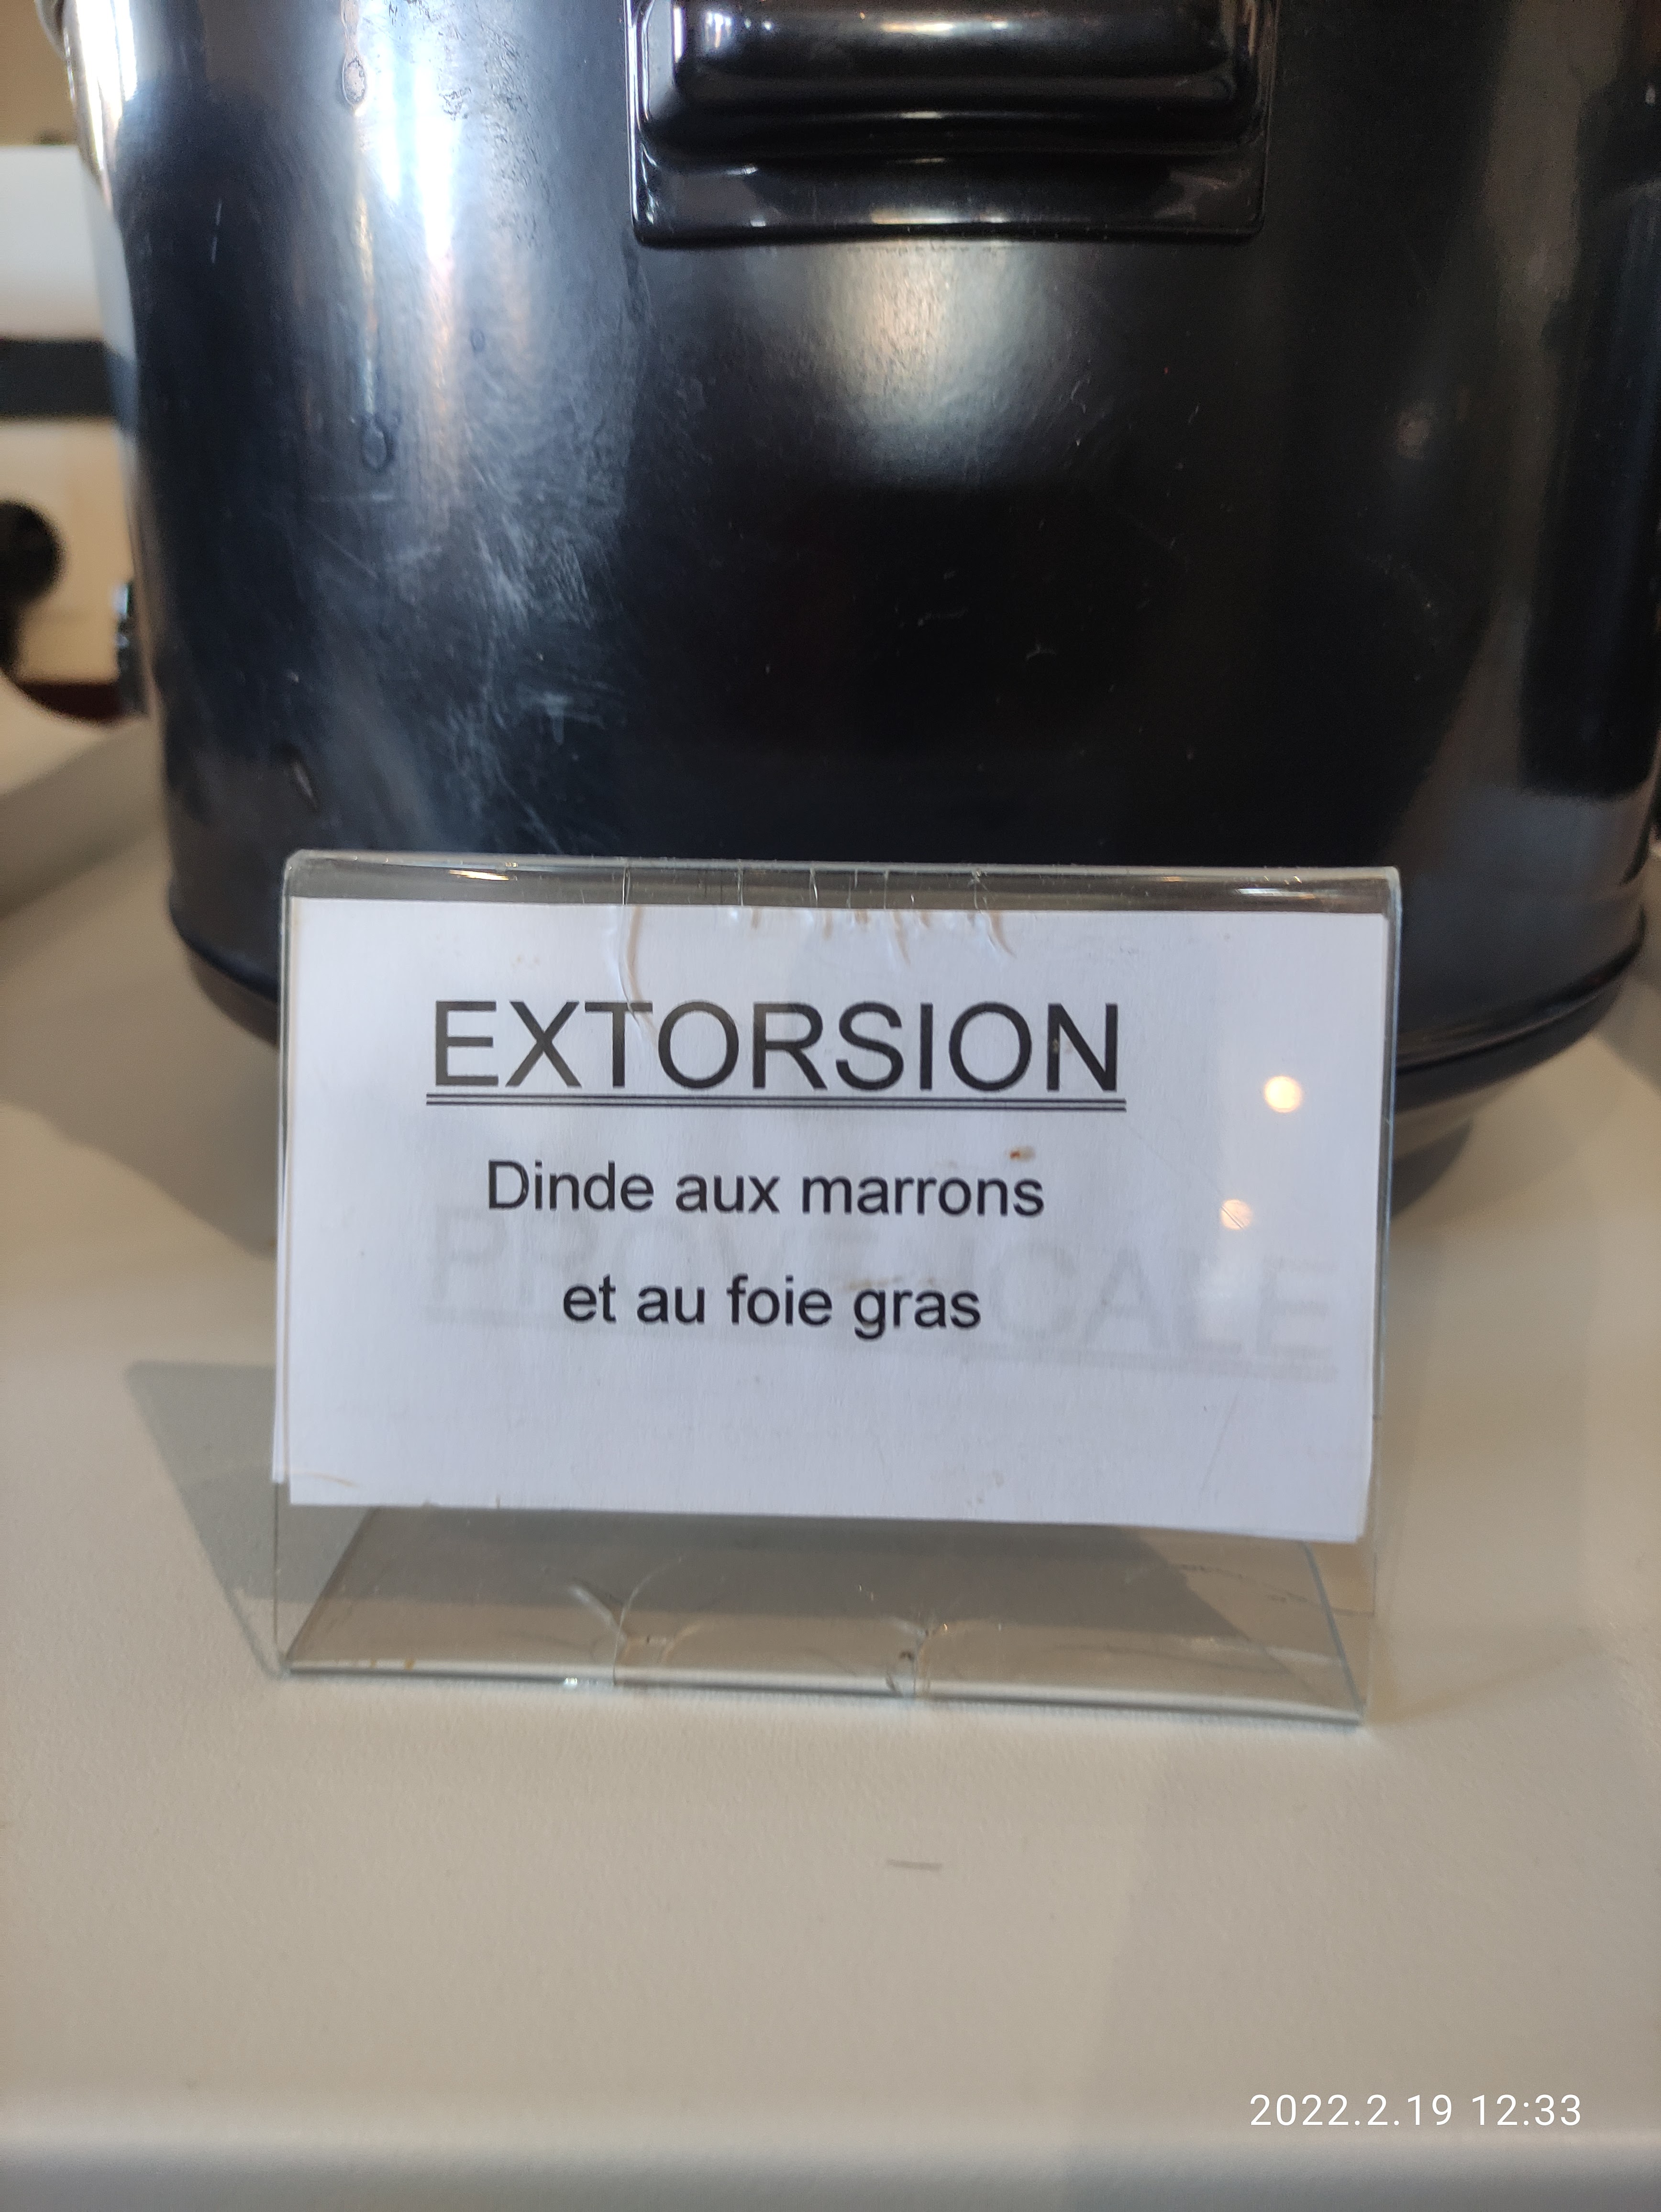 EXTORSION
Dinde aux marrons
et au foie gras
2022.2.19 12:33